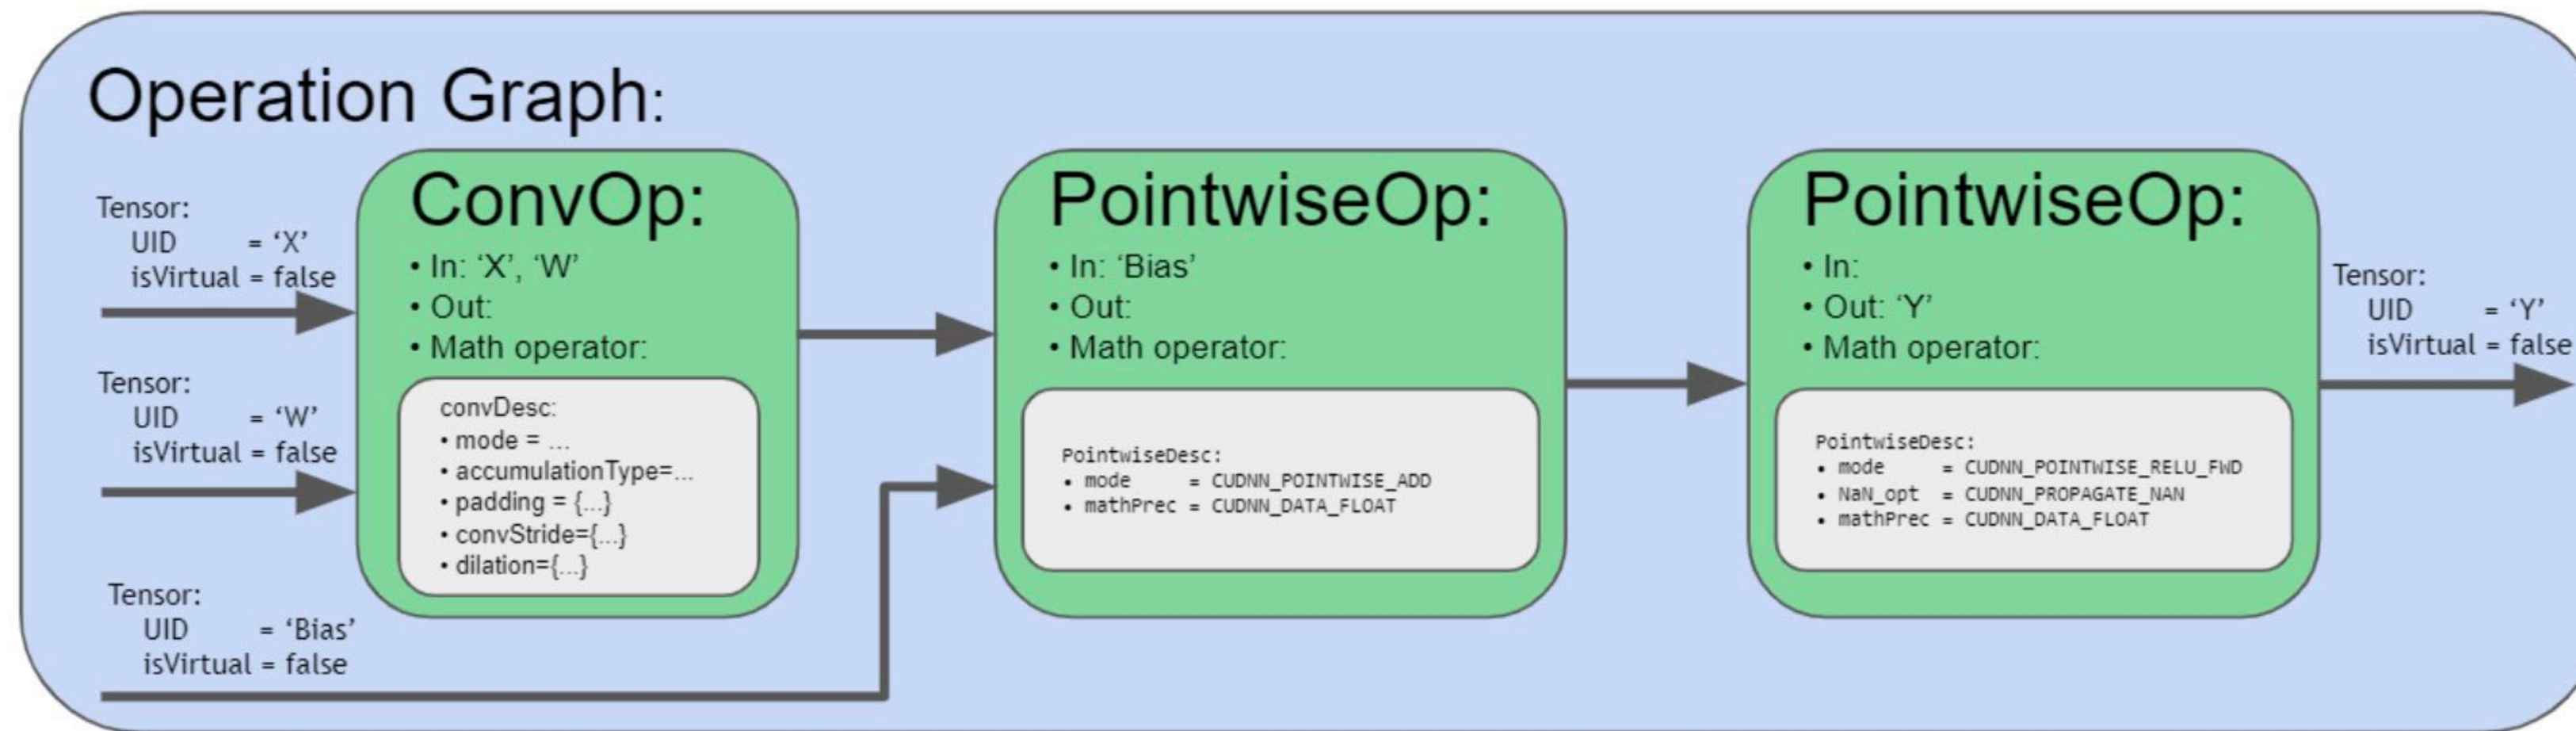 Operation Graph:
Tensor:
UID = ‘X’
isVirtual = false
Tensor:
UID = ‘W’
isVirtual = false
Tensor:
UID = ‘Bias’
isVirtual = false
ConvOp:
• In: ‘X’, ‘W’
• Out:
• Math operator:
convDesc:
• mode = ...
• accumulationType=...
• padding = {...}
• convStride={...}
• dilation={...}
PointwiseOp:
• In: ‘Bias’
• Out:
• Math operator:
PointwiseDesc:
• mode = CUDNN_POINTWISE_ADD
• mathPrec = CUDNN_DATA_FLOAT
PointwiseOp:
• In:
• Out: ‘Y’
• Math operator:
PointwiseDesc:
• mode = CUDNN_POINTWISE_RELU_FWD
• NaN_opt = CUDNN_PROPAGATE_NAN
• mathPrec = CUDNN_DATA_FLOAT
Tensor:
UID = ‘Y’
isVirtual = false